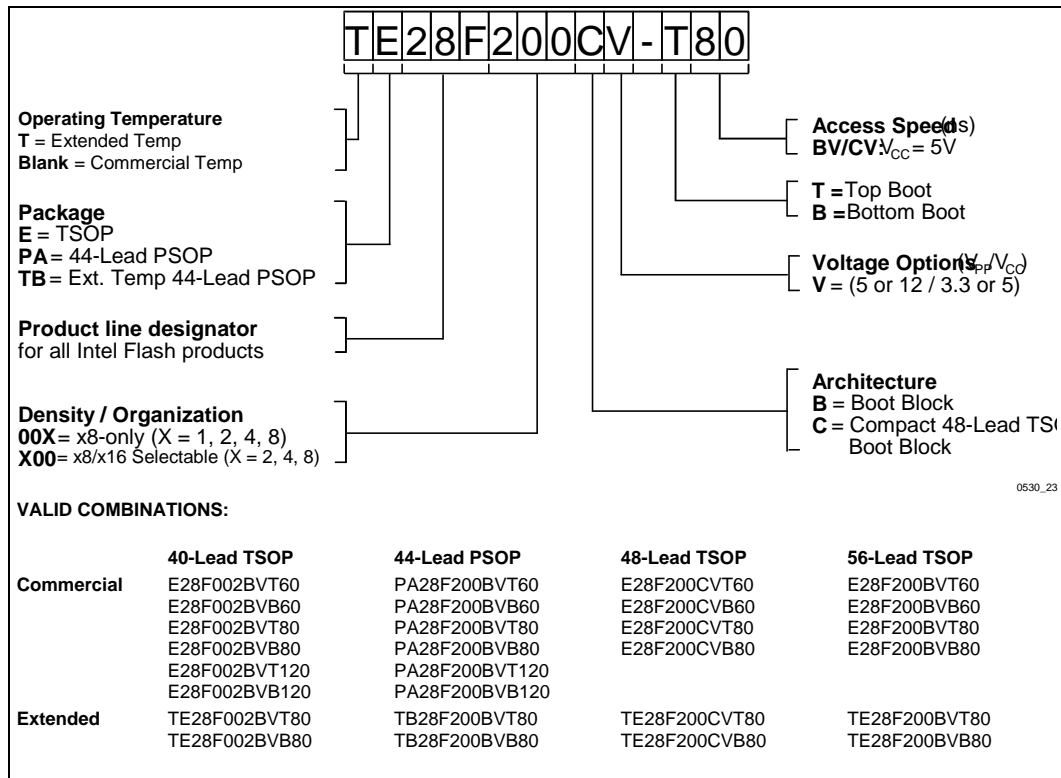 TE28F200CV-T80
Operating Temperature
T = Extended Temp
Blank = Commercial Temp
Package
E = TSOP
PA = 44-Lead PSOP
TB = Ext. Temp 44-Lead PSOP
Product line designator
for all Intel Flash products
Density / Organization
00X = x8-only (X = 1, 2, 4, 8)
X00 = x8/x16 Selectable (X = 2, 4, 8)
Access Speed (ns)
BV/CV: VCC = 5V
T = Top Boot
B = Bottom Boot
Voltage Options (VPP/VCC)
V = (5 or 12 / 3.3 or 5)
Architecture
B = Boot Block
C = Compact 48-Lead TSO
Boot Block
0530_23
VALID COMBINATIONS:
40-Lead TSOP 44-Lead PSOP 48-Lead TSOP 56-Lead TSOP
Commercial E28F002BVT60 PA28F200BVT60 E28F200CVT60 E28F200BVT60
E28F002BVB60 PA28F200BVB60 E28F200CVB60 E28F200BVB60
E28F002BVT80 PA28F200BVT80 E28F200CVT80 E28F200BVT80
E28F002BVB80 PA28F200BVB80 E28F200CVB80 E28F200BVB80
E28F002BVT120 PA28F200BVT120
E28F002BVB120 PA28F200BVB120
Extended TE28F002BVT80 TB28F200BVT80 TE28F200CVT80 TE28F200BVT80
TE28F002BVB80 TB28F200BVB80 TE28F200CVB80 TE28F200BVB80